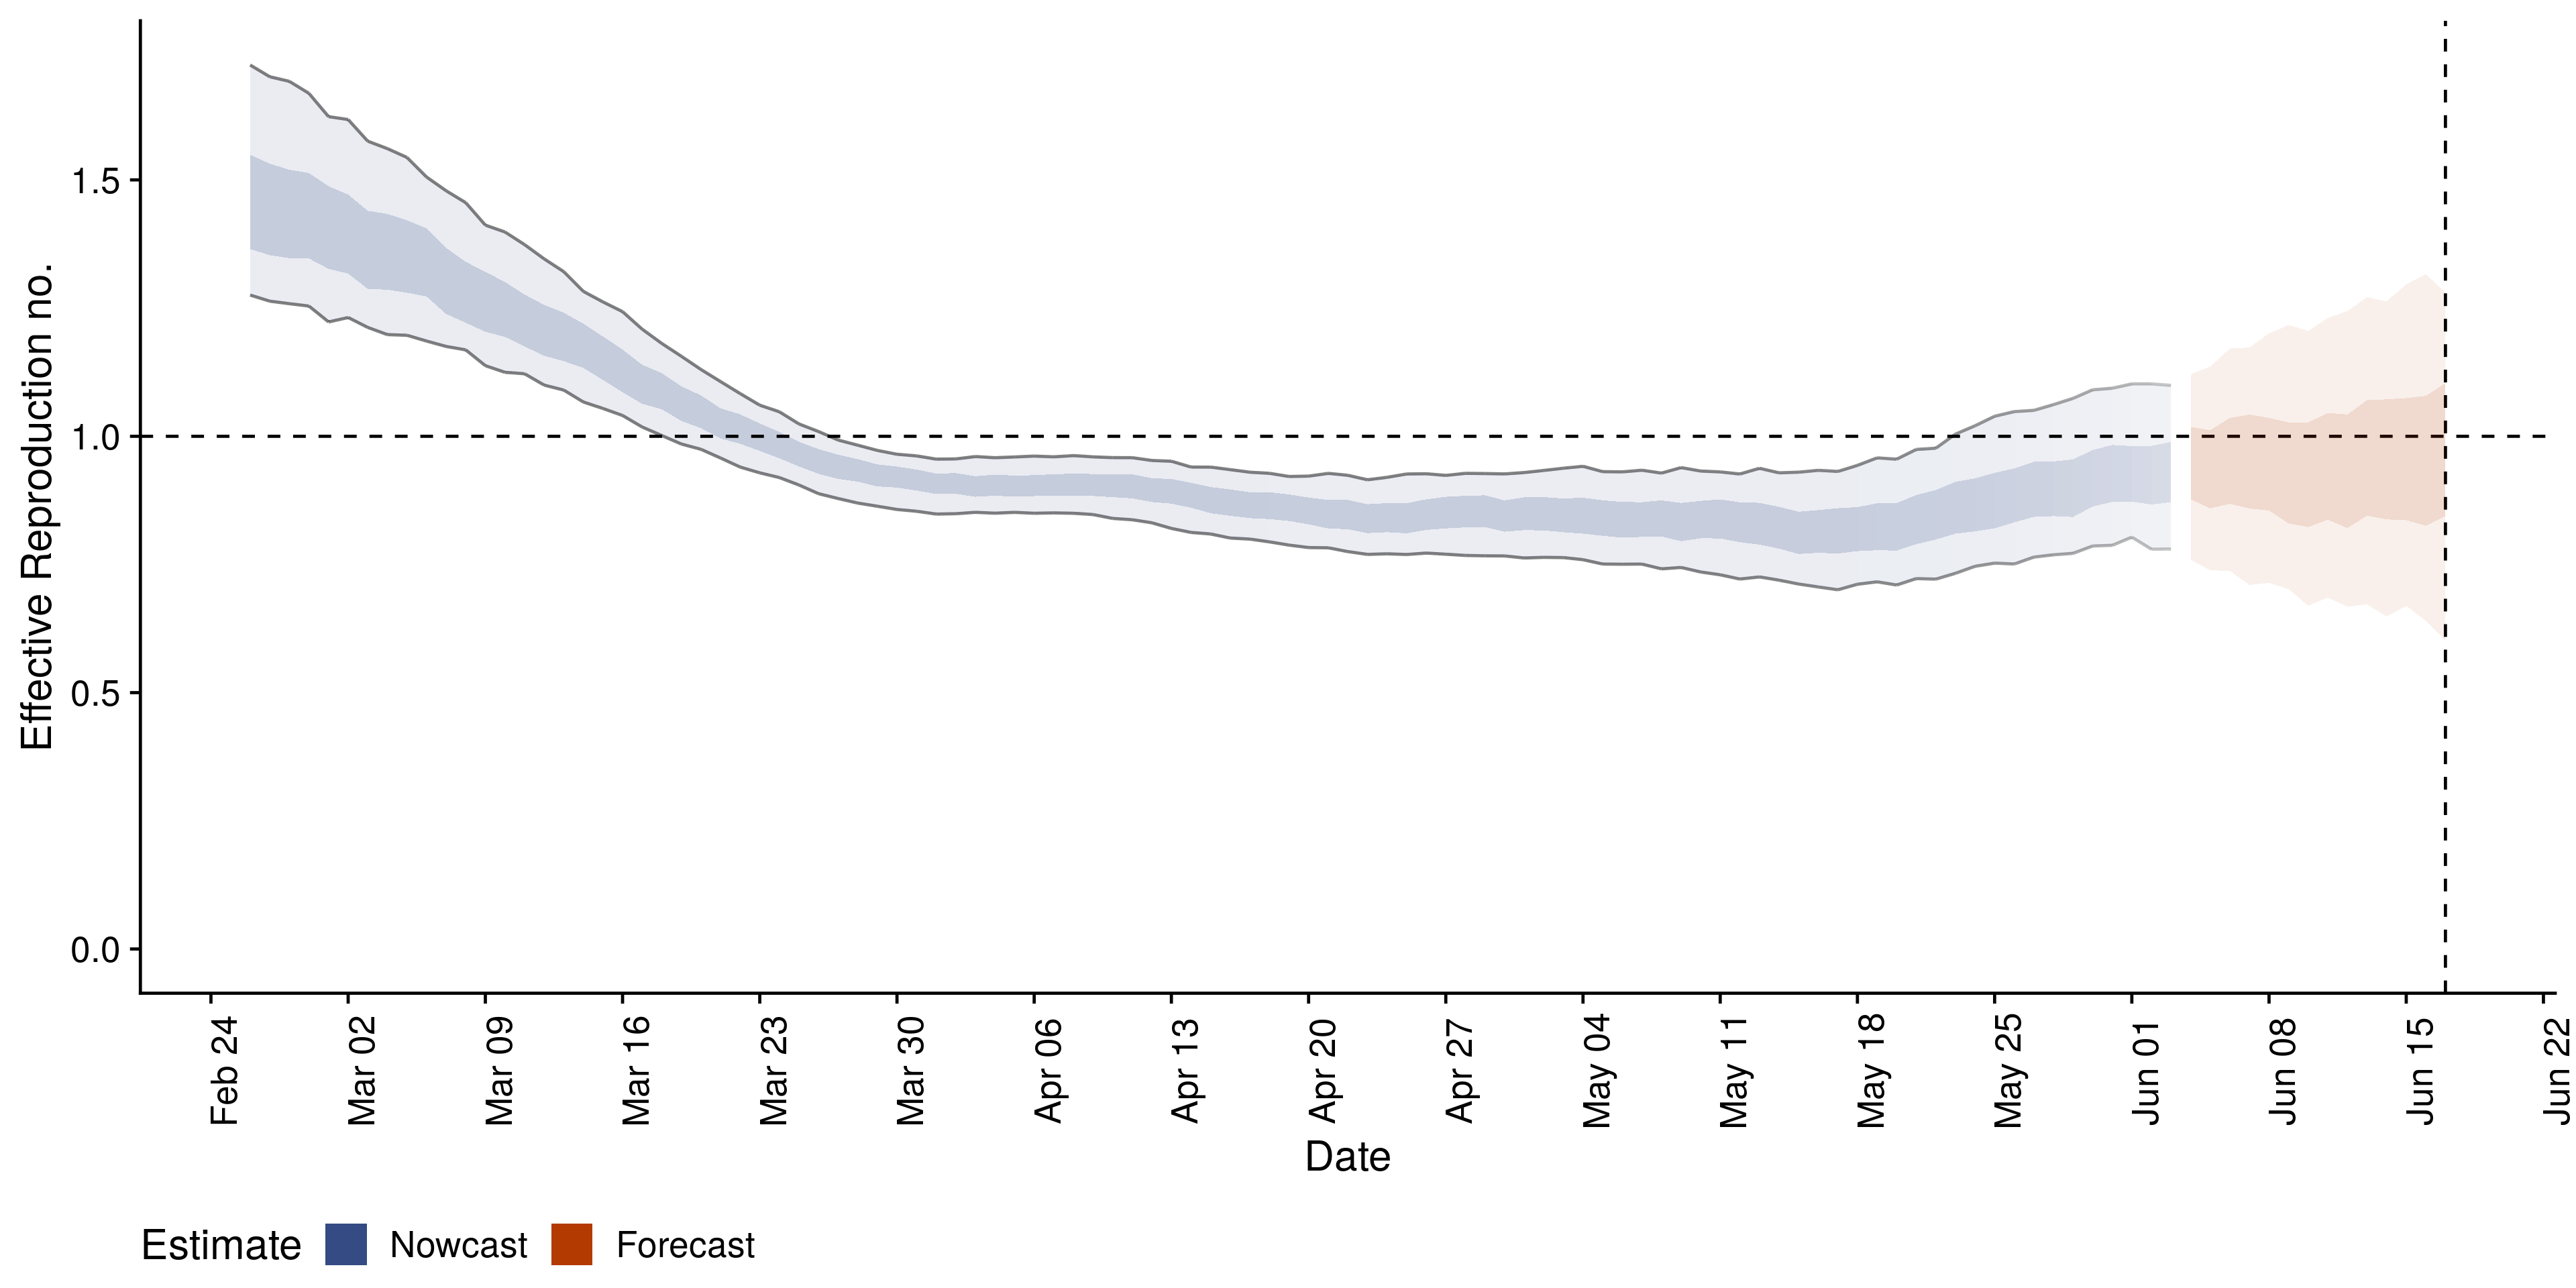 Effective Reproduction no.
1.5
1.0
0.5
0.0
Feb 24
Mar 02
Mar 09
Mar 16
Mar 23
Mar 30
Apr 06
Apr 13
Apr 20
Apr 27
May 04
May 11
May 18
May 25
Jun 01
Jun 08
Jun 15
Jun 22
Date
Estimate Nowcast Forecast